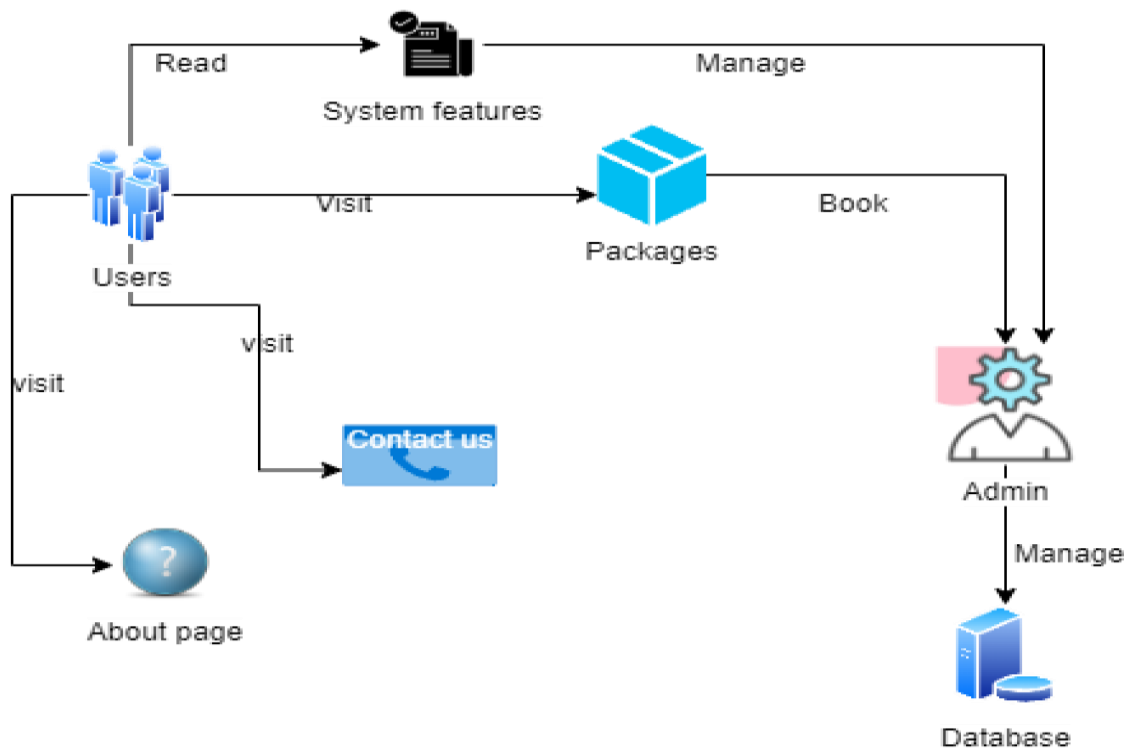 Read
Manage
System features
Visit
Book
Packages
Users
visit
visit
Contact us
?
Admin
Manage
About page
Database